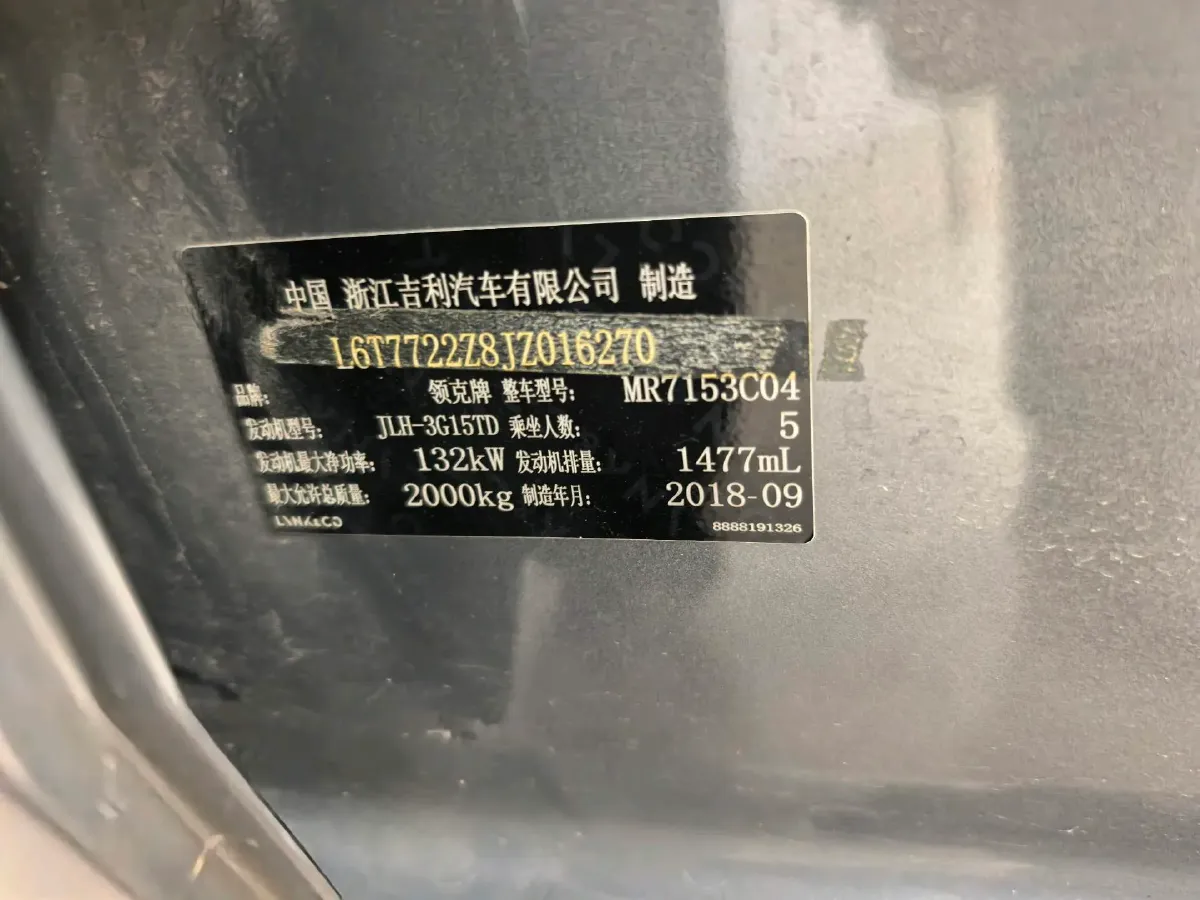 中国 浙江吉利汽车有限公司 制造
L6T7722Z8JZ016270
品牌: 领克牌 整车型号: MR7153C04
发动机型号: JLH-3G15TD 乘坐人数: 5
发动机最大净功率: 132kW 发动机排量: 1477mL
最大允许总质量: 2000kg 制造年月: 2018-09
LYNK&CO 8888191326